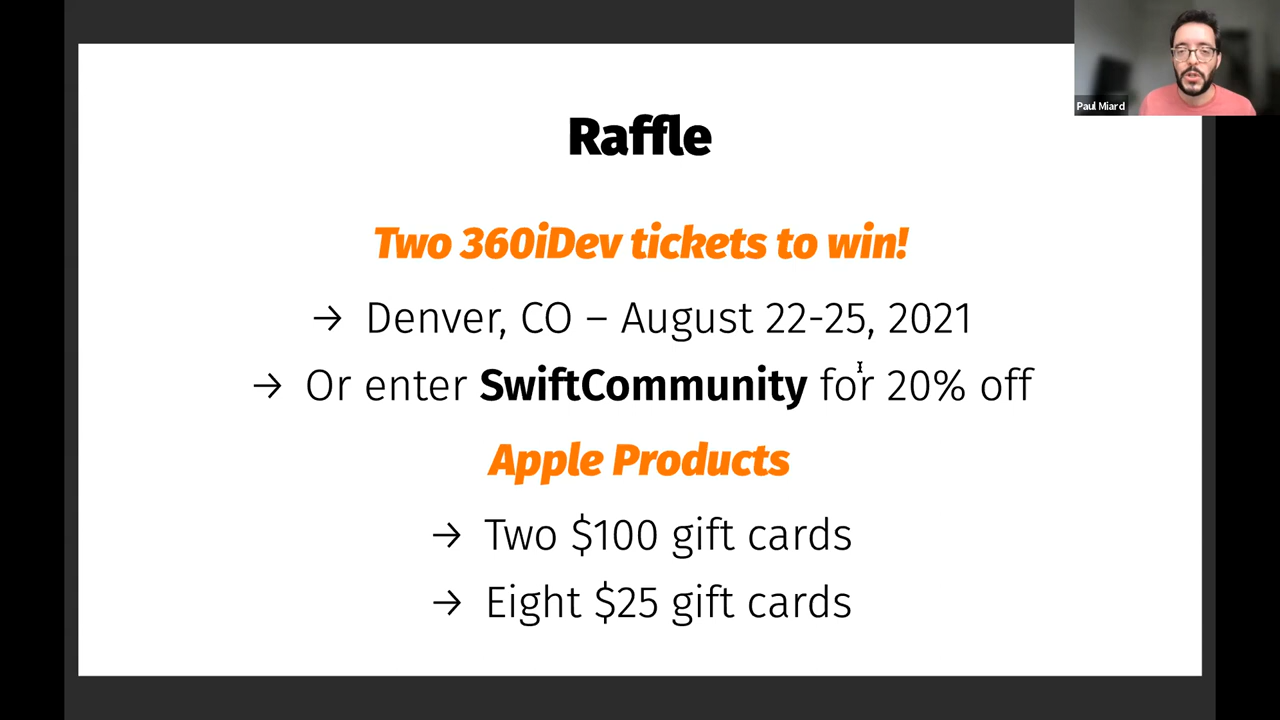 Paul Miard
Raffle
Two 360iDev tickets to win!
→ Denver, CO – August 22-25, 2021
→ Or enter SwiftCommunity for 20% off
Apple Products
→ Two $100 gift cards
→ Eight $25 gift cards